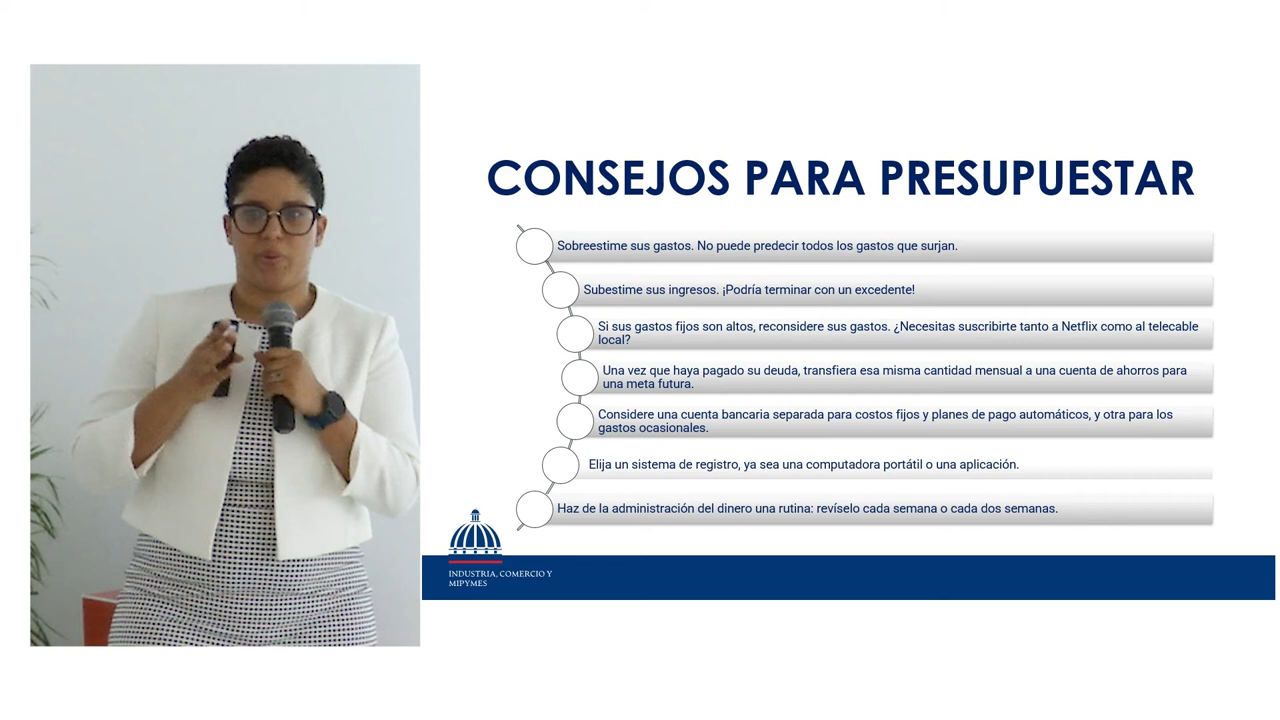 CONSEJOS PARA PRESUPUESTAR
Sobreestime sus gastos. No puede predecir todos los gastos que surjan.
Subestime sus ingresos. ¡Podría terminar con un excedente!
Si sus gastos fijos son altos, reconsidere sus gastos. ¿Necesitas suscribirte tanto a Netflix como al telecable
local?
Una vez que haya pagado su deuda, transfiera esa misma cantidad mensual a una cuenta de ahorros para
una meta futura.
Considere una cuenta bancaria separada para costos fijos y planes de pago automáticos, y otra para los
gastos ocasionales.
Elija un sistema de registro, ya sea una computadora portátil o una aplicación.
Haz de la administración del dinero una rutina: revíselo cada semana o cada dos semanas.
INDUSTRIA, COMERCIO Y
MIPYMES